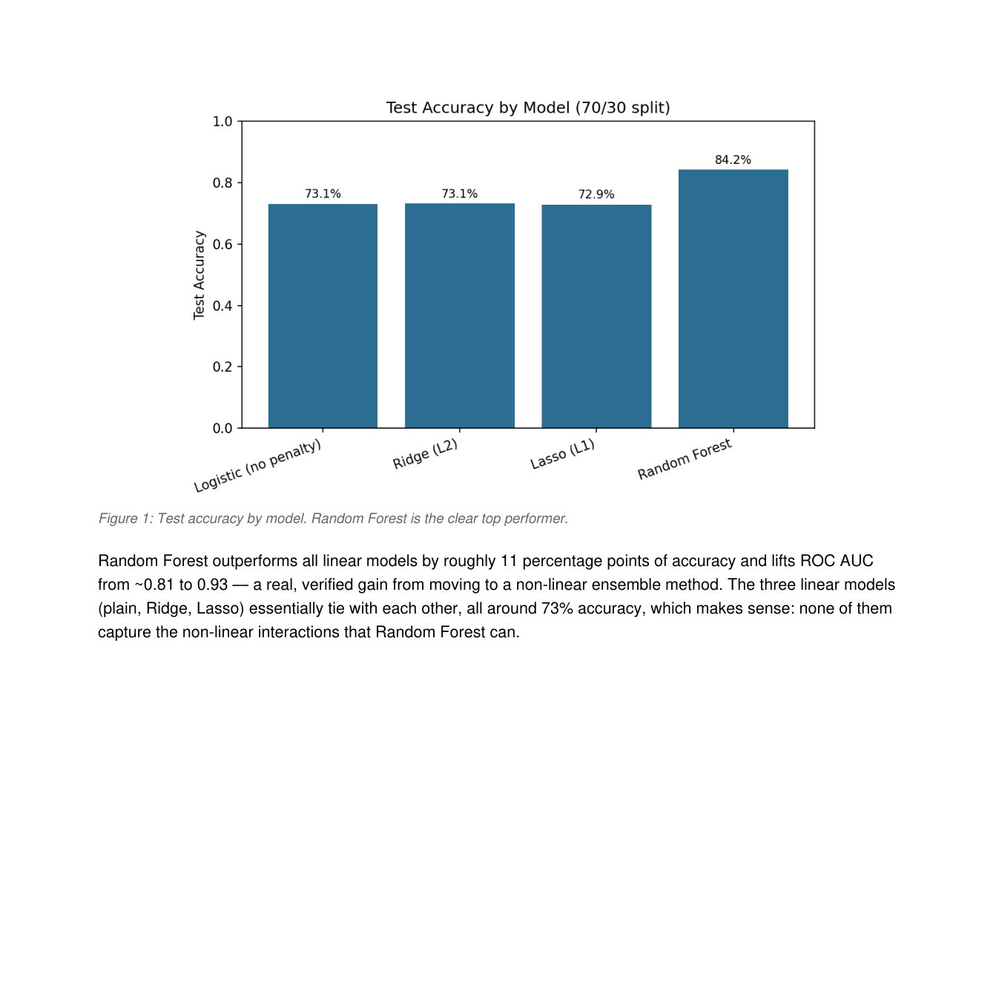 Test Accuracy by Model (70/30 split)
1.0
84.2%
0.8
73.1%
73.1%
72.9%
0.6
Test Accuracy
0.4
0.2
0.0
Logistic (no penalty)
Ridge (L2)
Lasso (L1)
Random Forest
Figure 1: Test accuracy by model. Random Forest is the clear top performer.
Random Forest outperforms all linear models by roughly 11 percentage points of accuracy and lifts ROC AUC
from ~0.81 to 0.93 — a real, verified gain from moving to a non-linear ensemble method. The three linear models
(plain, Ridge, Lasso) essentially tie with each other, all around 73% accuracy, which makes sense: none of them
capture the non-linear interactions that Random Forest can.